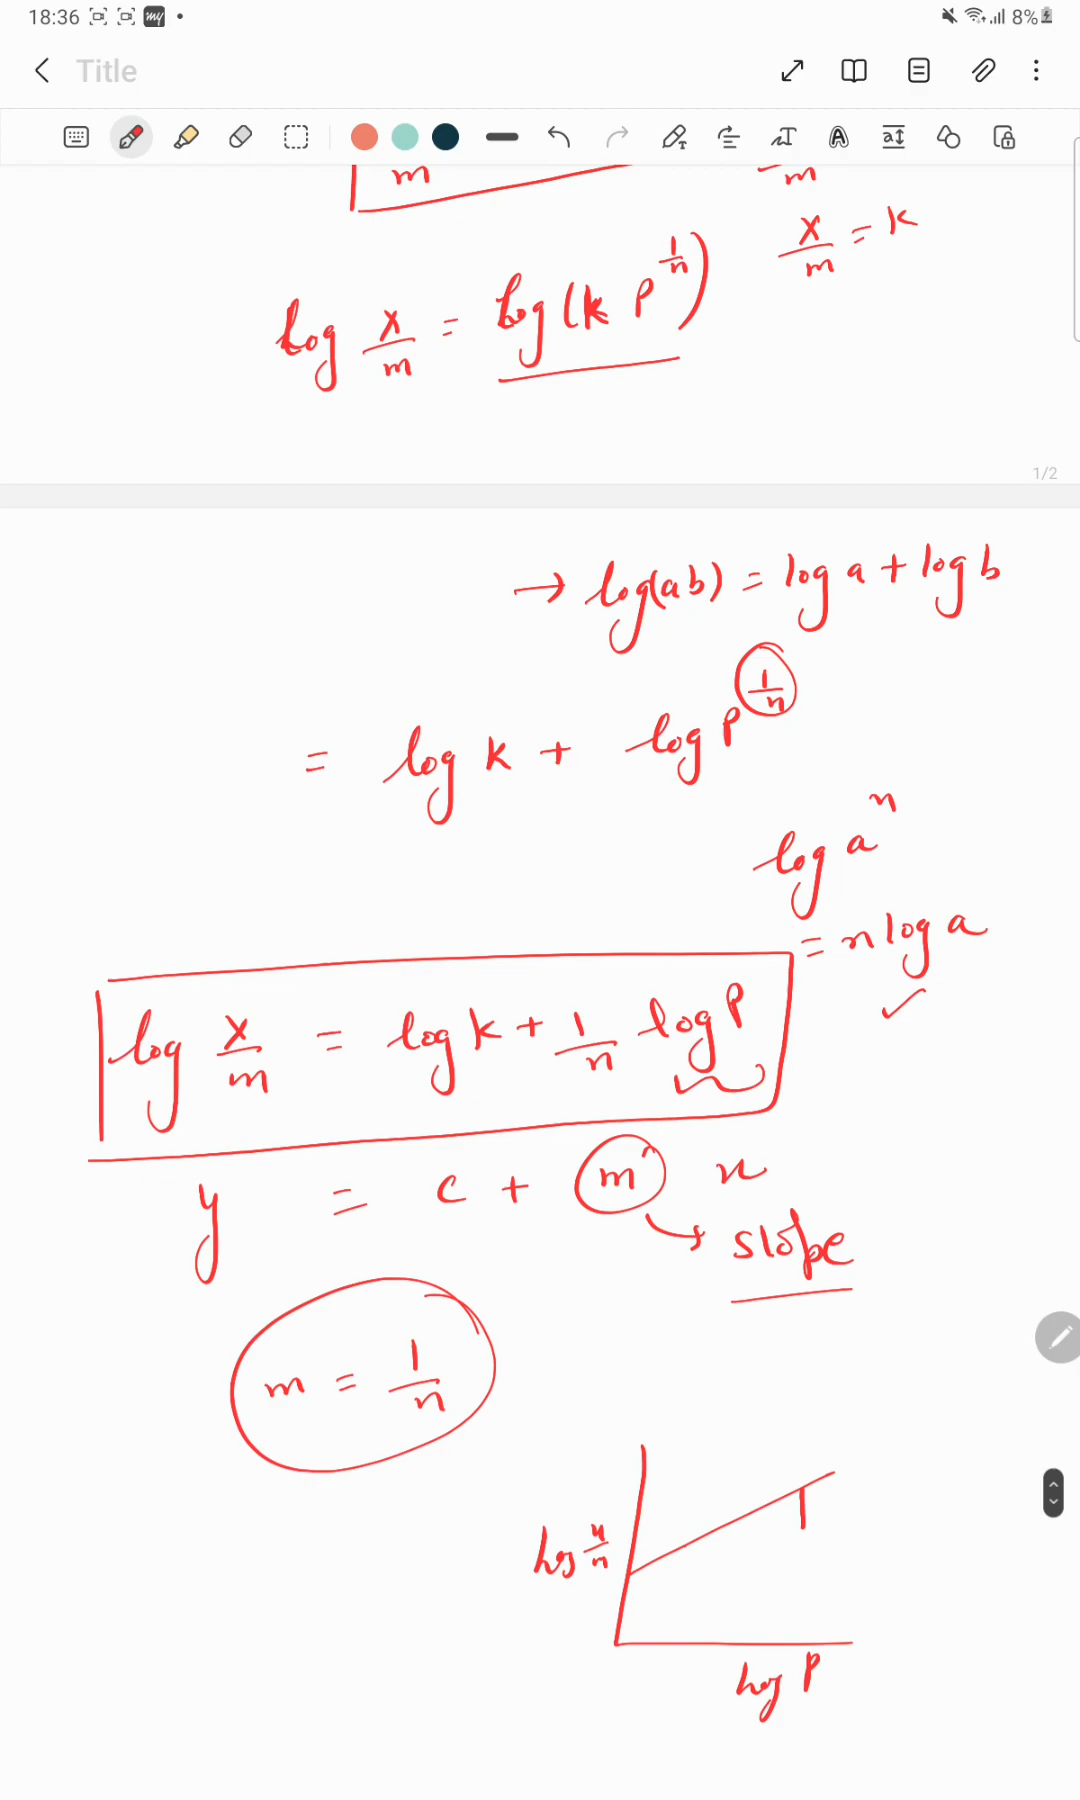 18:36 my 8%
Title
m m
x/m = k
log x/m = log(k p^1/n)
1/2
→ log(ab) = log a + log b
= log k + log p^1/n
log a^n
= n log a ✓
log x/m = log k + 1/n log P
y = c + m x
→ slope
m = 1/n
log x/m
log P